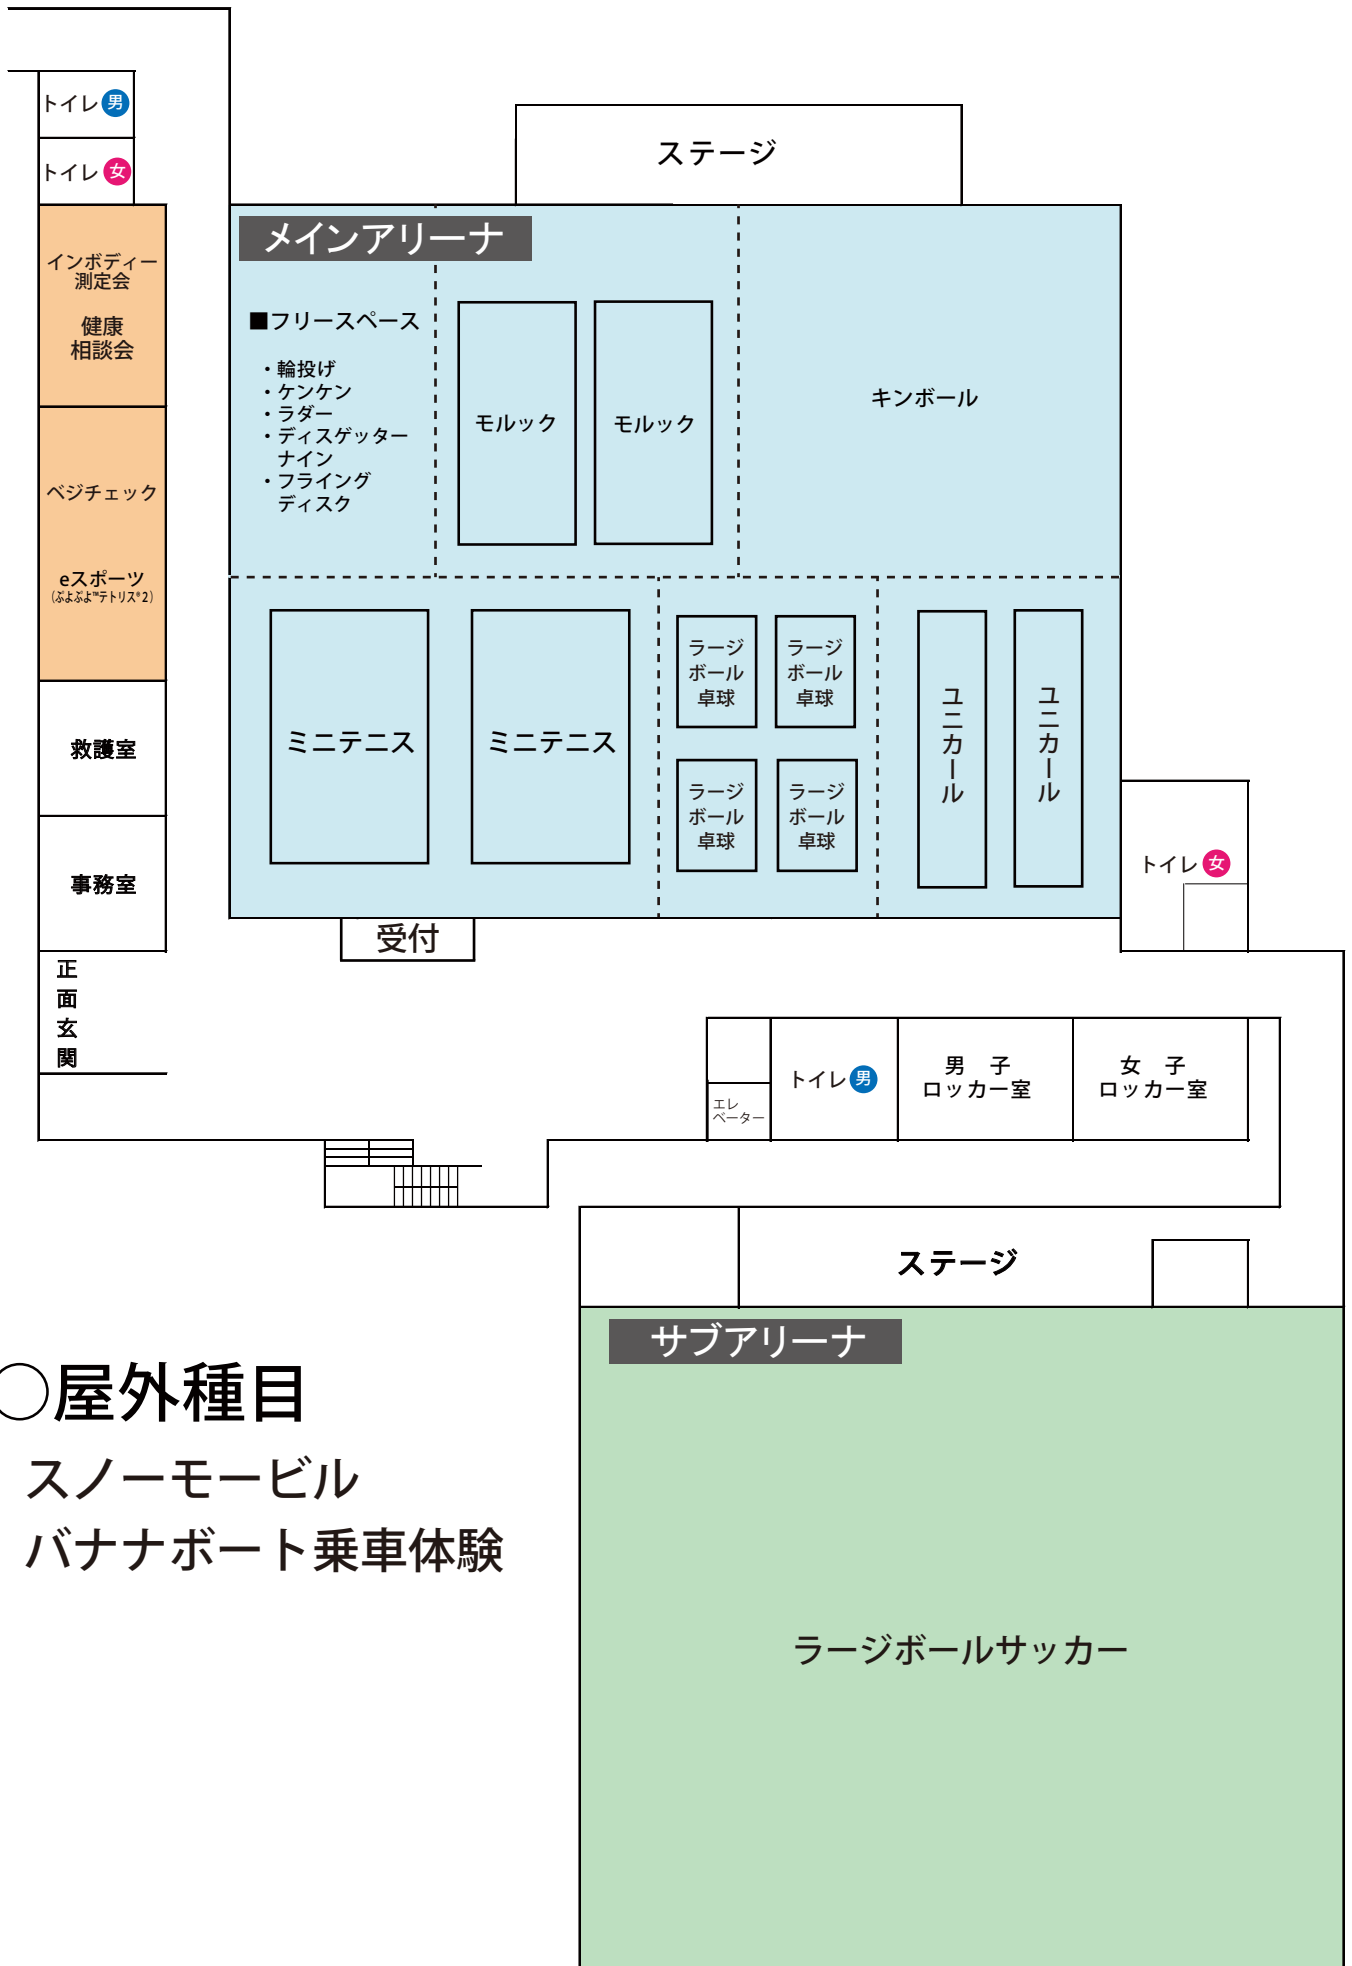 トイレ 男
トイレ 女
インボディー
測定会
健康
相談会
ベジチェック
eスポーツ
(ぷよぷよ™テトリス®2)
救護室
事務室
正面玄関
ステージ
メインアリーナ
■フリースペース
・輪投げ
・ケンケン
・ラダー
・ディスゲッター
ナイン
・フライング
ディスク
モルック
モルック
キンボール
ミニテニス
ミニテニス
ラージ
ボール
卓球
ラージ
ボール
卓球
ラージ
ボール
卓球
ラージ
ボール
卓球
ユニカール
ユニカール
トイレ 女
受付
エレ
ベーター
トイレ 男
男 子
ロッカー室
女 子
ロッカー室
ステージ
サブアリーナ
ラージボールサッカー
○屋外種目
スノーモービル
バナナボート乗車体験